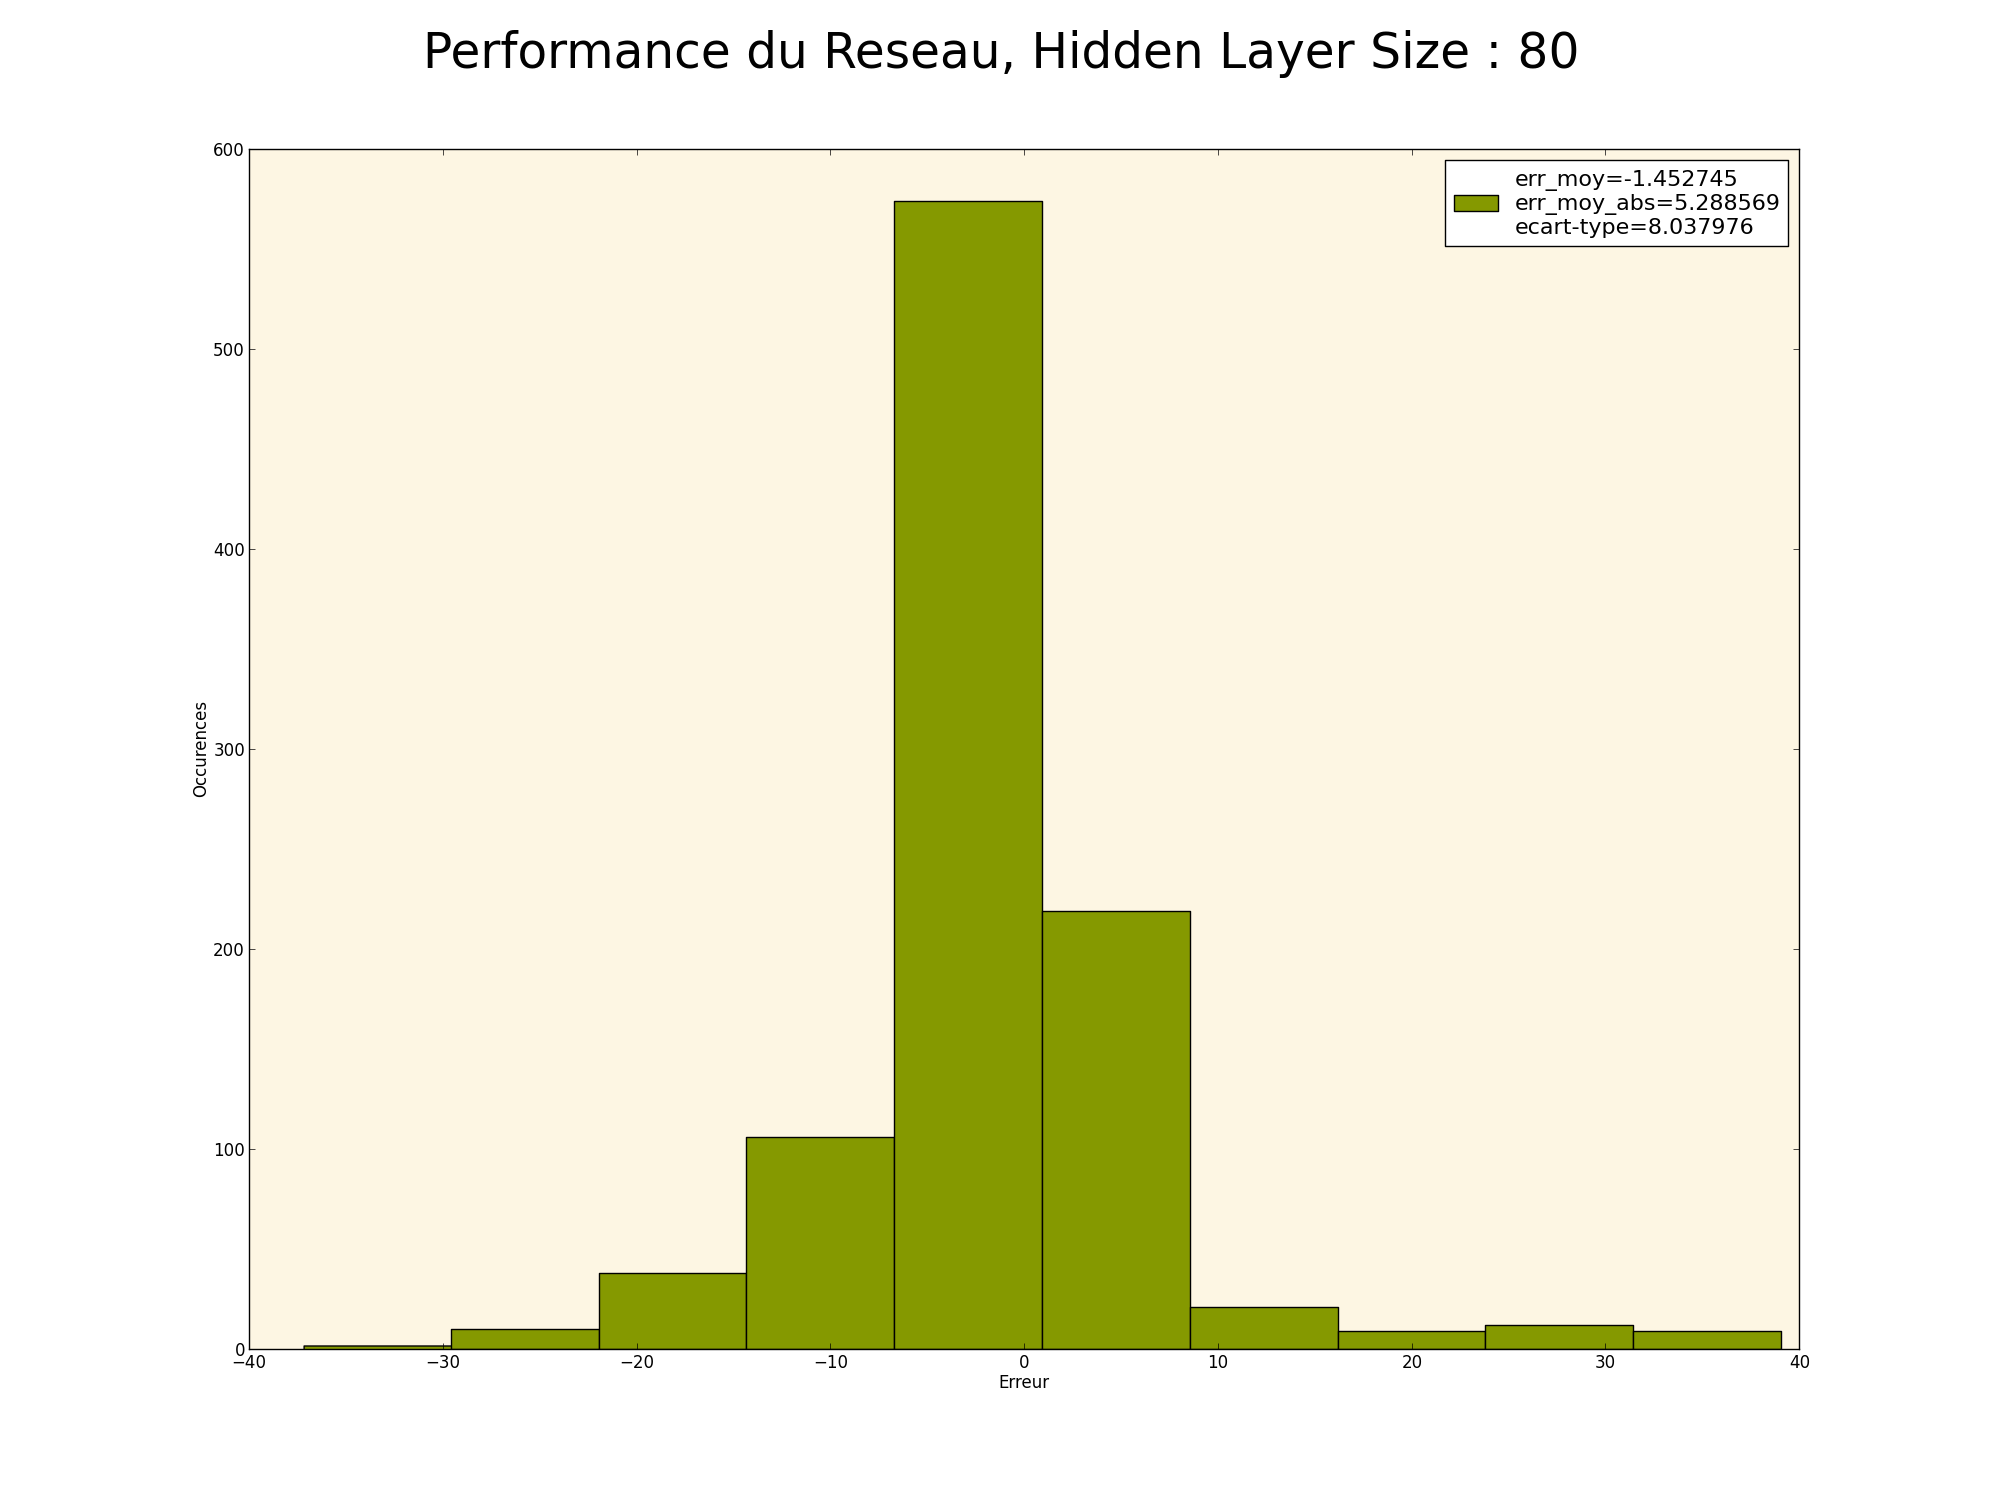 Performance du Reseau, Hidden Layer Size : 80
600
500
400
300
200
100
0
Occurences
err_moy=-1.452745
err_moy_abs=5.288569
ecart-type=8.037976
−40 −30 −20 −10 0 10 20 30 40
Erreur